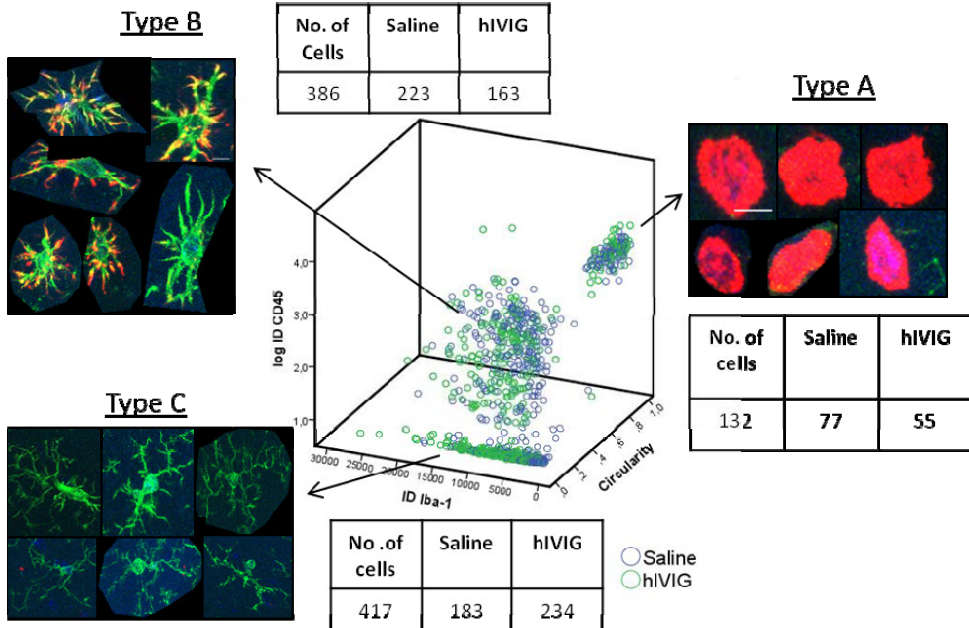 Type B
No. of Cells Saline hIVIG
386 223 163
Type A
No. of cells Saline hIVIG
132 77 55
log ID CD45
4,0
3,0
2,0
1,0
30000 25000 20000 15000 10000 5000 0
ID Iba-1
,0 ,2 ,4 ,6 ,8 1,0
Circularity
Type C
No .of cells Saline hIVIG
417 183 234
Saline
hIVIG